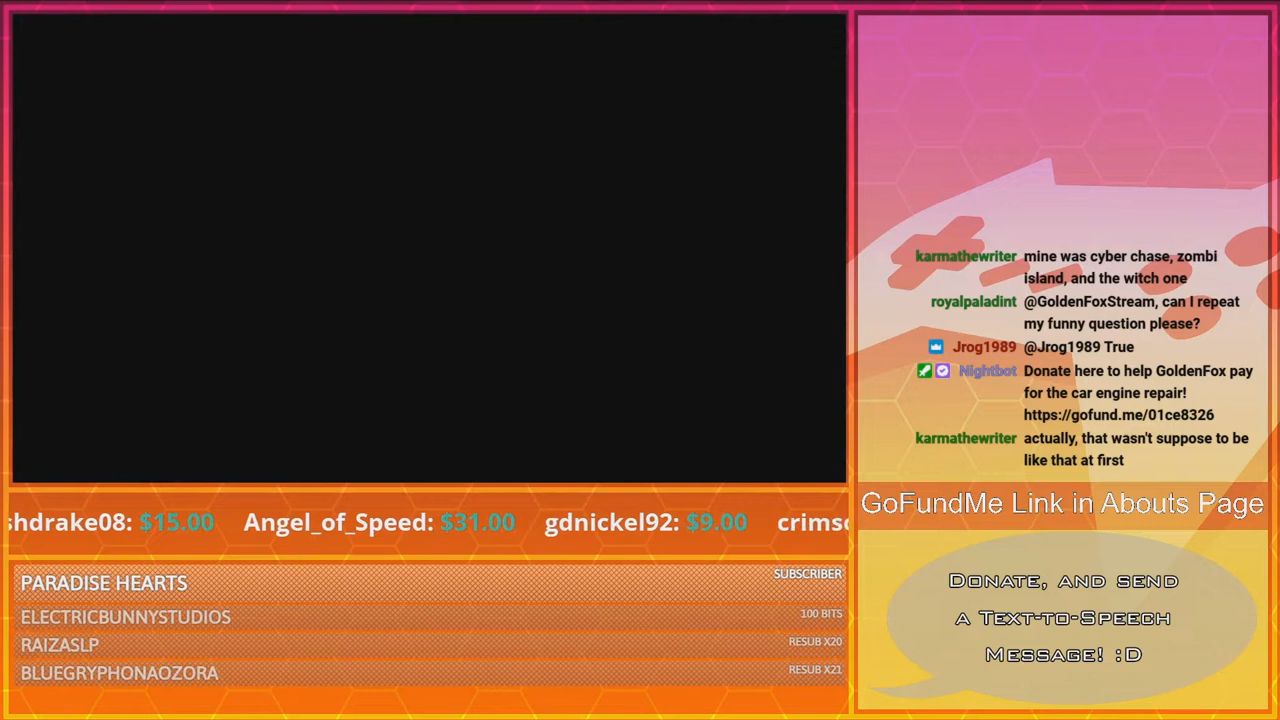 karmathewriter mine was cyber chase, zombi
island, and the witch one
royalpaladint @GoldenFoxStream, can I repeat
my funny question please?
Jrog1989 @Jrog1989 True
Nightbot Donate here to help GoldenFox pay
for the car engine repair!
https://gofund.me/01ce8326
karmathewriter actually, that wasn't suppose to be
like that at first
GoFundMe Link in Abouts Page
shdrake08: $15.00 Angel_of_Speed: $31.00 gdnickel92: $9.00 crimsc
PARADISE HEARTS SUBSCRIBER
ELECTRICBUNNYSTUDIOS 100 BITS
RAIZASLP RESUB X20
BLUEGRYPHONAOZORA RESUB X21
Donate, and send
a Text-to-Speech
Message! :D